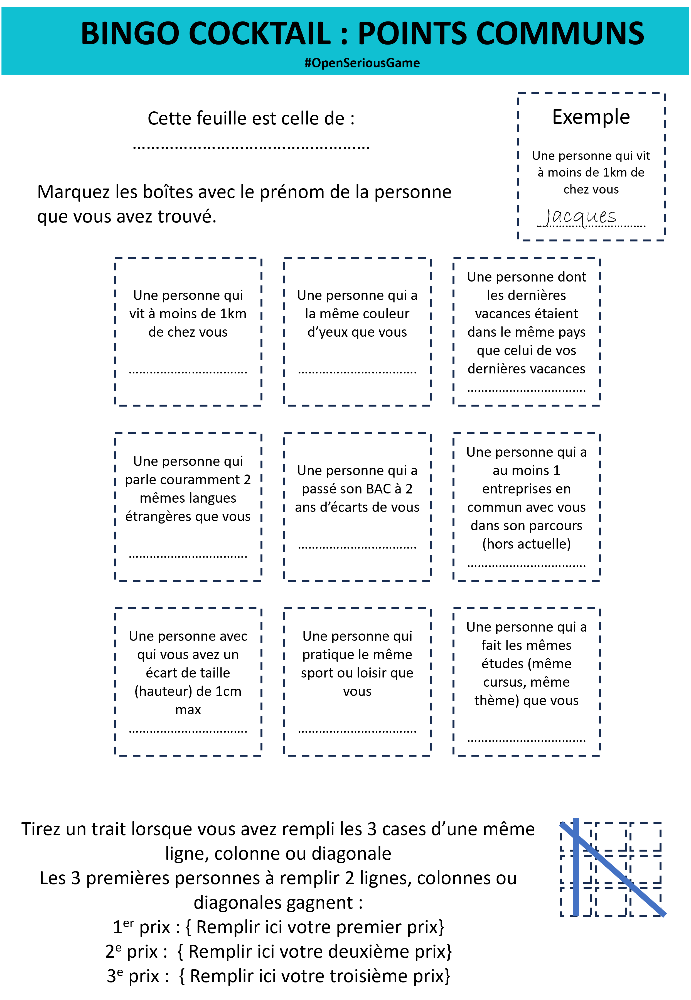 BINGO COCKTAIL : POINTS COMMUNS
#OpenSeriousGame
Cette feuille est celle de :
……………………………………………
Marquez les boîtes avec le prénom de la personne
que vous avez trouvé.
Exemple
Une personne qui vit
à moins de 1km de
chez vous
Jacques
…………………………….
Une personne qui
vit à moins de 1km
de chez vous
…………………………….
Une personne qui a
la même couleur
d’yeux que vous
…………………………….
Une personne dont
les dernières
vacances étaient
dans le même pays
que celui de vos
dernières vacances
…………………………….
Une personne qui
parle couramment 2
mêmes langues
étrangères que vous
…………………………….
Une personne qui a
passé son BAC à 2
ans d’écarts de vous
…………………………….
Une personne qui a
au moins 1
entreprises en
commun avec vous
dans son parcours
(hors actuelle)
…………………………….
Une personne avec
qui vous avez un
écart de taille
(hauteur) de 1cm
max
…………………………….
Une personne qui
pratique le même
sport ou loisir que
vous
…………………………….
Une personne qui a
fait les mêmes
études (même
cursus, même
thème) que vous
…………………………….
Tirez un trait lorsque vous avez rempli les 3 cases d’une même
ligne, colonne ou diagonale
Les 3 premières personnes à remplir 2 lignes, colonnes ou
diagonales gagnent :
1er prix : { Remplir ici votre premier prix}
2e prix :  { Remplir ici votre deuxième prix}
3e prix :  { Remplir ici votre troisième prix}